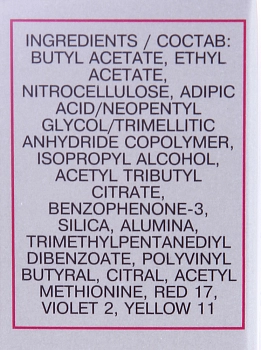 INGREDIENTS / СОСТАВ:
BUTYL ACETATE, ETHYL
ACETATE,
NITROCELLULOSE, ADIPIC
ACID/NEOPENTYL
GLYCOL/TRIMELLITIC
ANHYDRIDE COPOLYMER,
ISOPROPYL ALCOHOL,
ACETYL TRIBUTYL
CITRATE,
BENZOPHENONE-3,
SILICA, ALUMINA,
TRIMETHYLPENTANEDIYL
DIBENZOATE, POLYVINYL
BUTYRAL, CITRAL, ACETYL
METHIONINE, RED 17,
VIOLET 2, YELLOW 11